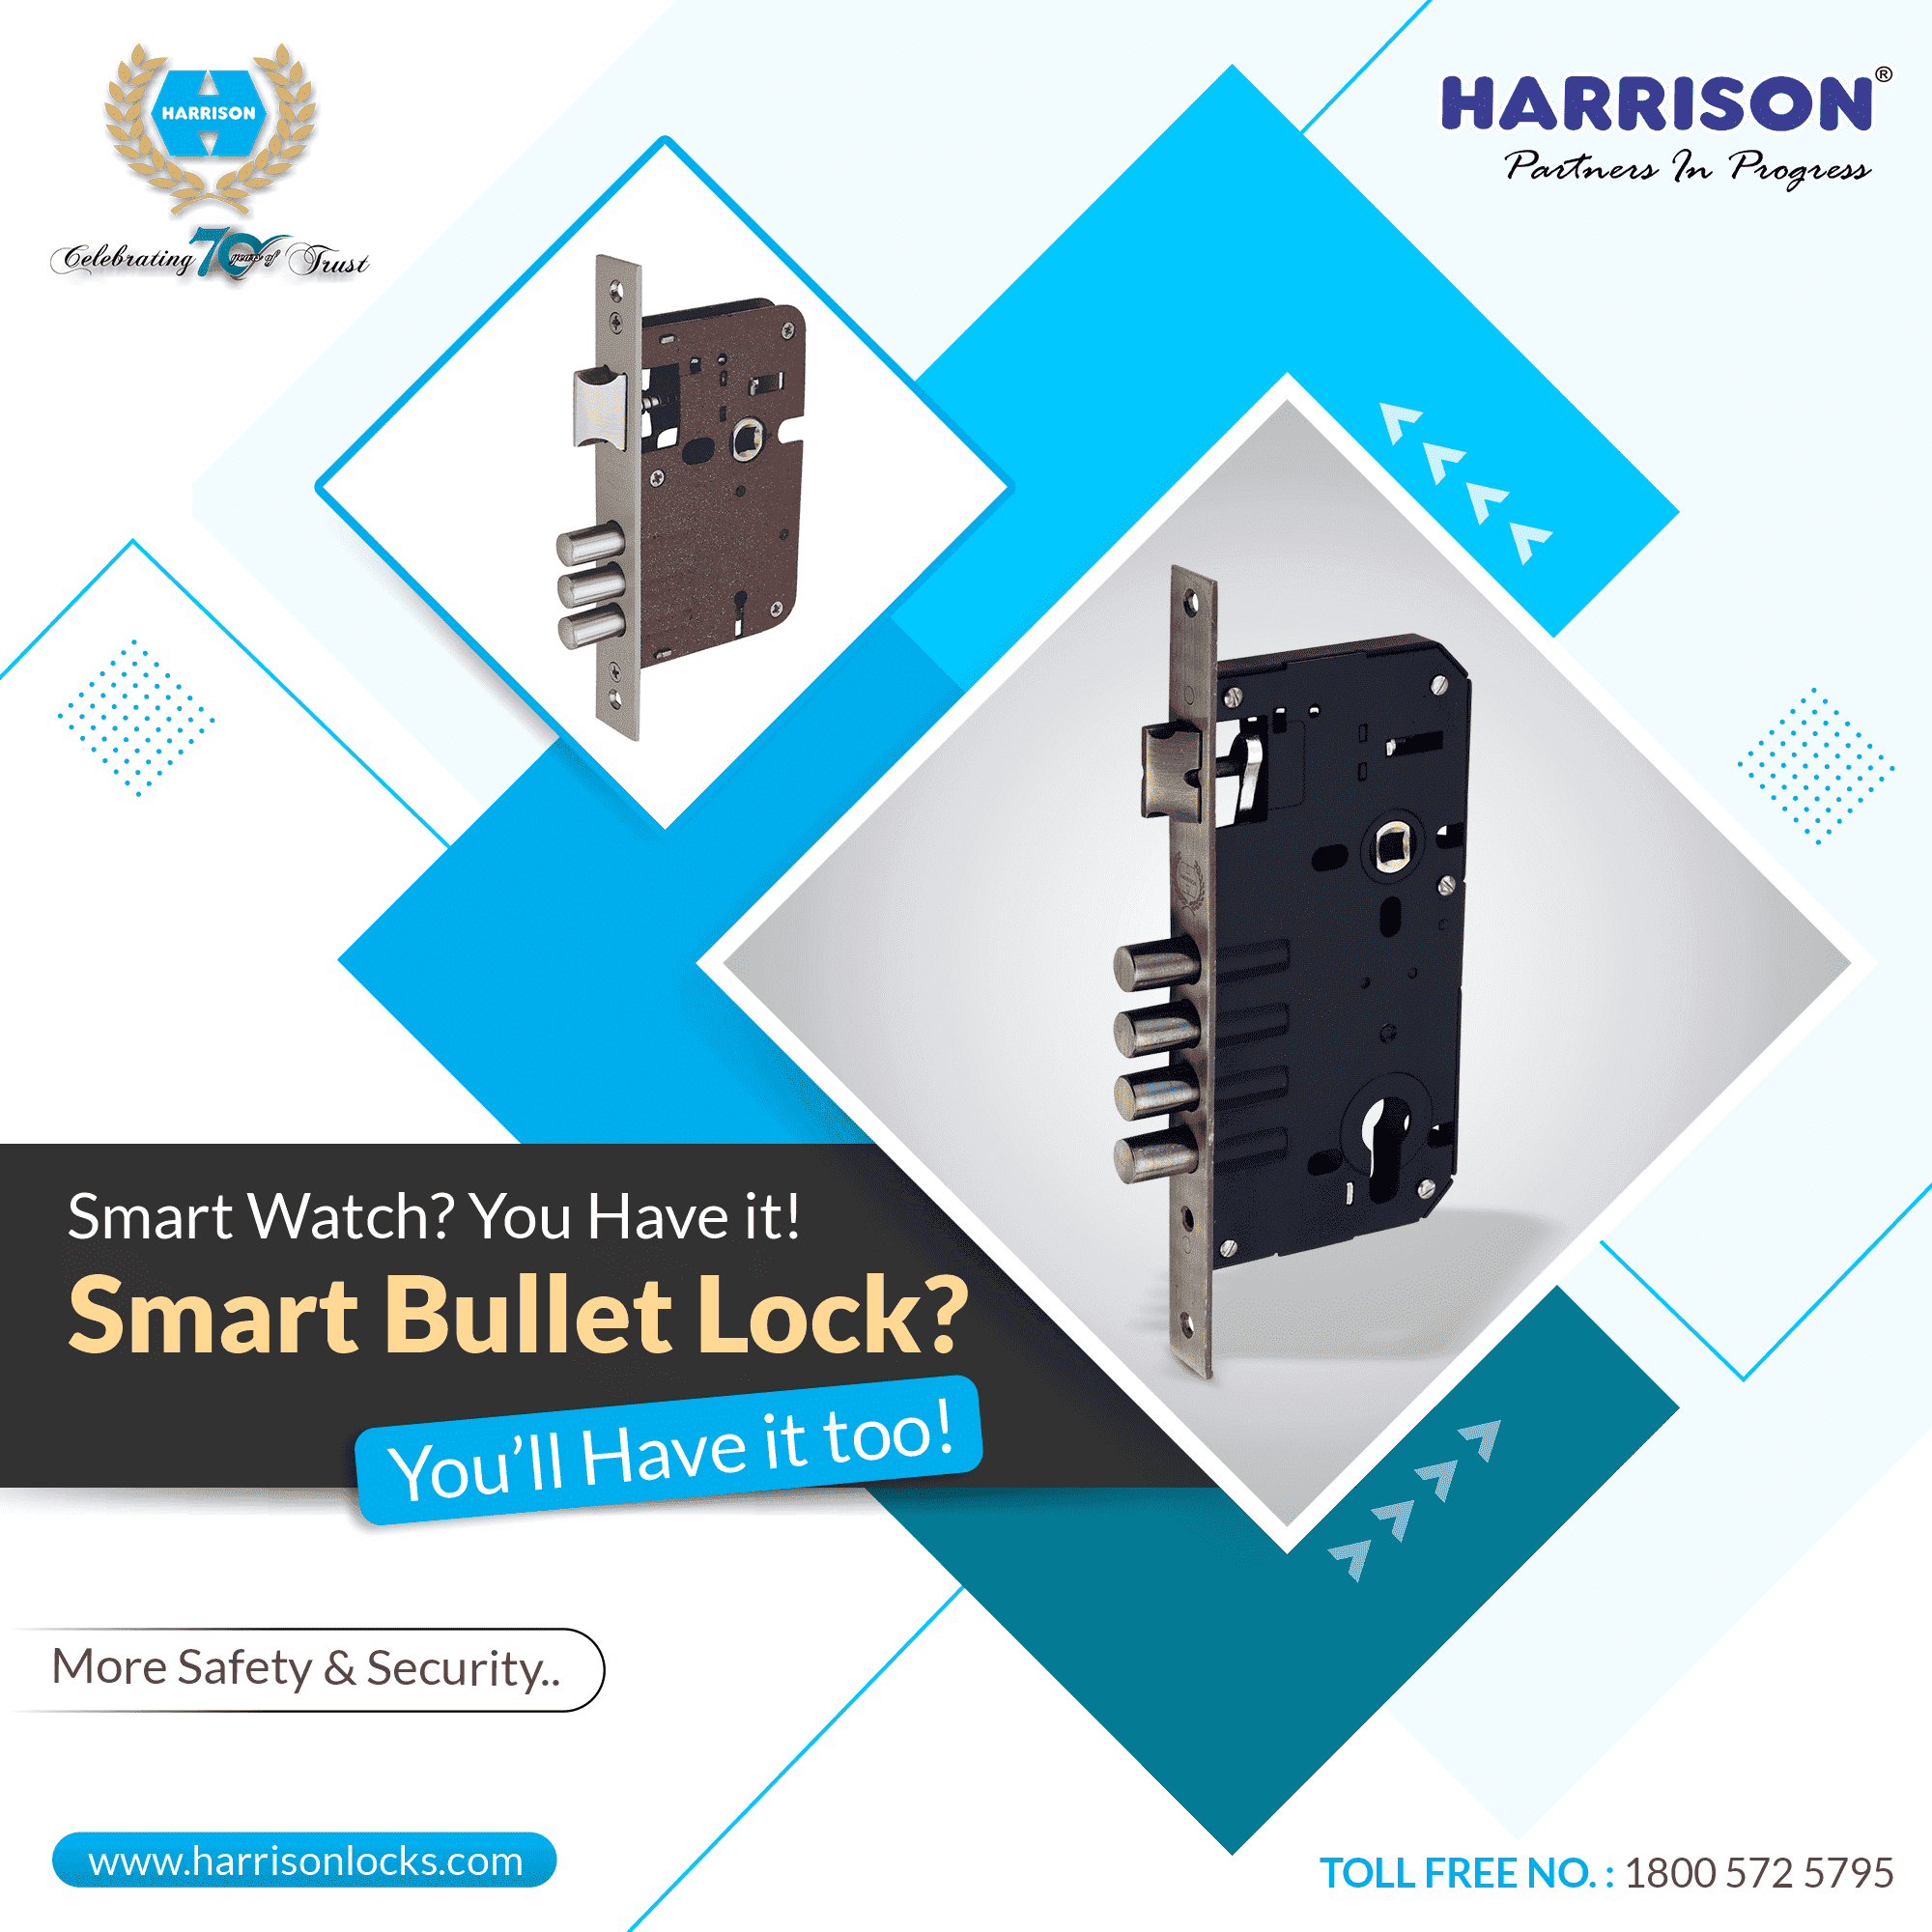 HARRISON
Celebrating 70 years of Trust
HARRISON®
Partners In Progress
Smart Watch? You Have it!
Smart Bullet Lock?
You'll Have it too!
More Safety & Security..
www.harrisonlocks.com
TOLL FREE NO. : 1800 572 5795